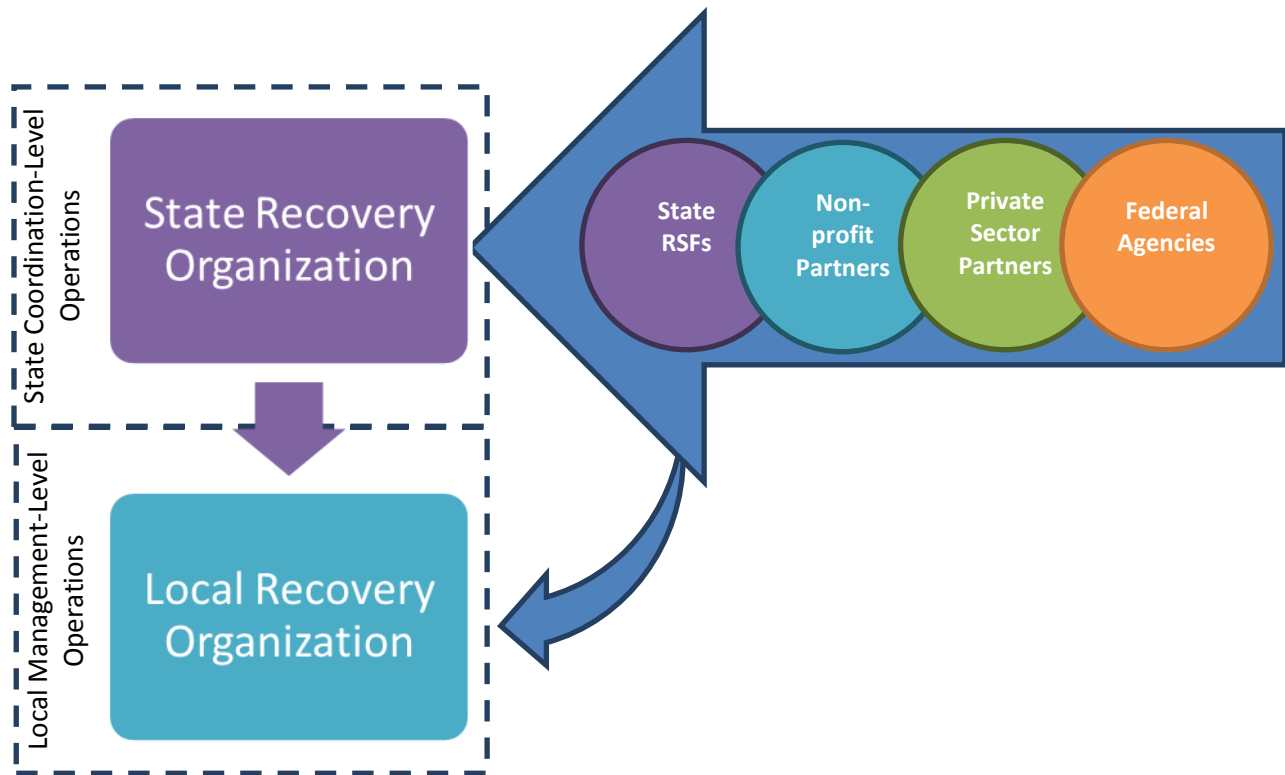 State Coordination-Level
Operations
State Recovery
Organization
State
RSFs
Non-
profit
Partners
Private
Sector
Partners
Federal
Agencies
Local Management-Level
Operations
Local Recovery
Organization